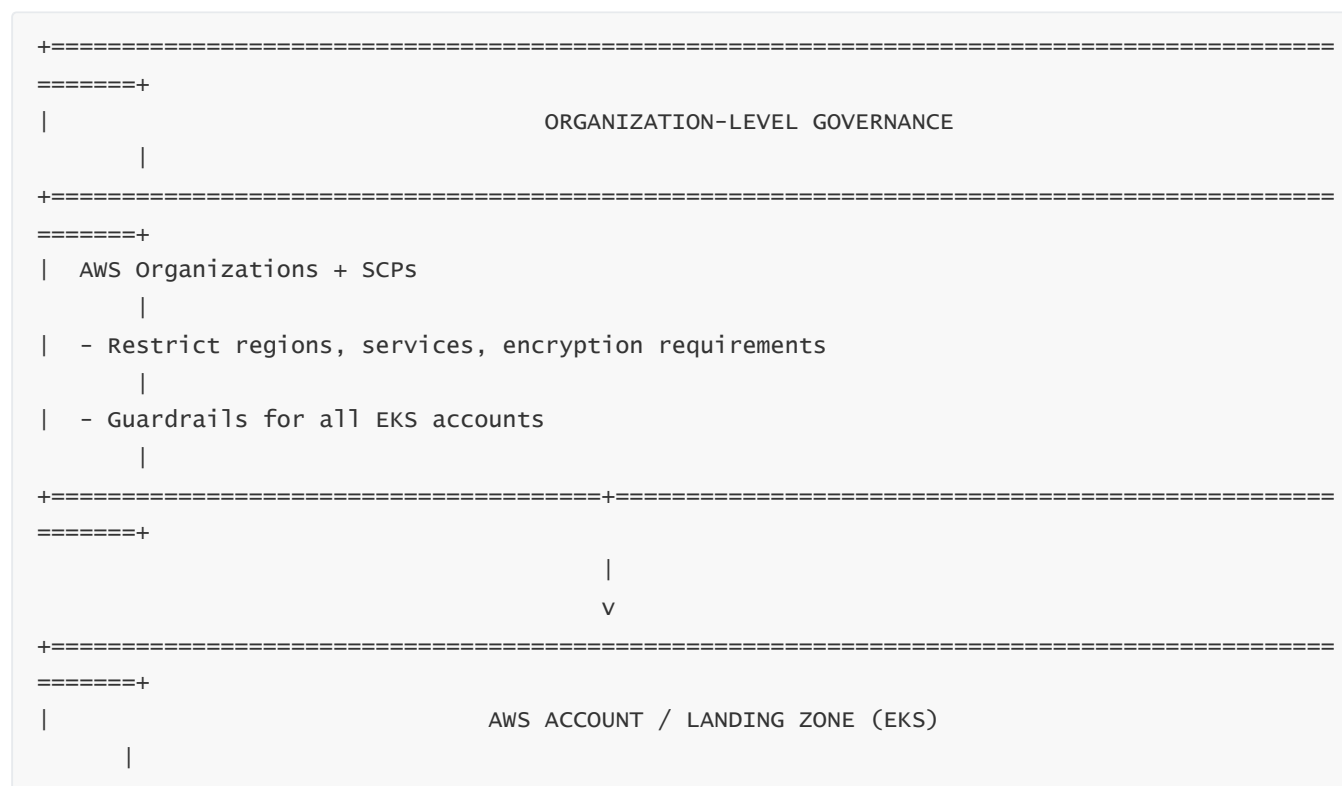 +===========================================================================================
=======+
|                                    ORGANIZATION-LEVEL GOVERNANCE
       |
+===========================================================================================
=======+
|  AWS Organizations + SCPs
       |
|  - Restrict regions, services, encryption requirements
       |
|  - Guardrails for all EKS accounts
       |
+=======================================+===================================================
=======+
                                        |
                                        v
+===========================================================================================
=======+
|                                AWS ACCOUNT / LANDING ZONE (EKS)
      |